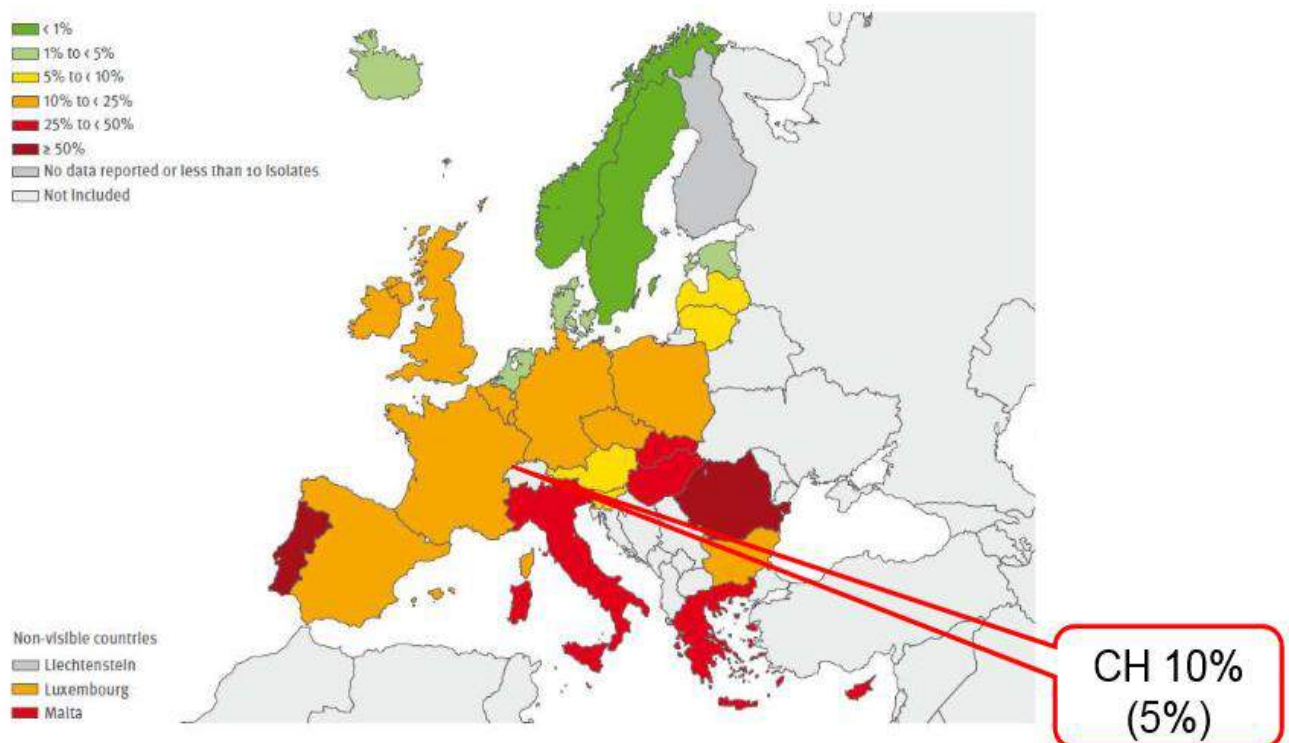 < 1%
1% to < 5%
5% to < 10%
10% to < 25%
25% to < 50%
≥ 50%
No data reported or less than 10 isolates
Not included
Non-visible countries
Liechtenstein
Luxembourg
Malta
CH 10%
(5%)